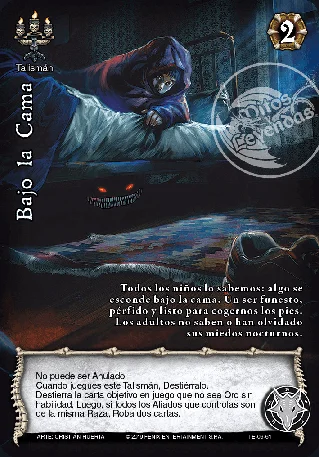 2
Talismán
Mitos
y
Leyendas
Bajo la Cama
Todos los niños lo sabemos: algo se
esconde bajo la cama. Un ser funesto,
pérfido y listo para cogernos los pies.
Los adultos no saben o han olvidado
sus miedos nocturnos.
No puede ser Anulado
Cuando juegues este Talismán, Destiérralo.
Destierra la carta objetivo en juego que no sea Oro sin
habilidad. Luego, si todos los Aliados que controlas son
de la misma Raza, Roba dos cartas.
ARTE: CRISTIAN HUERTA